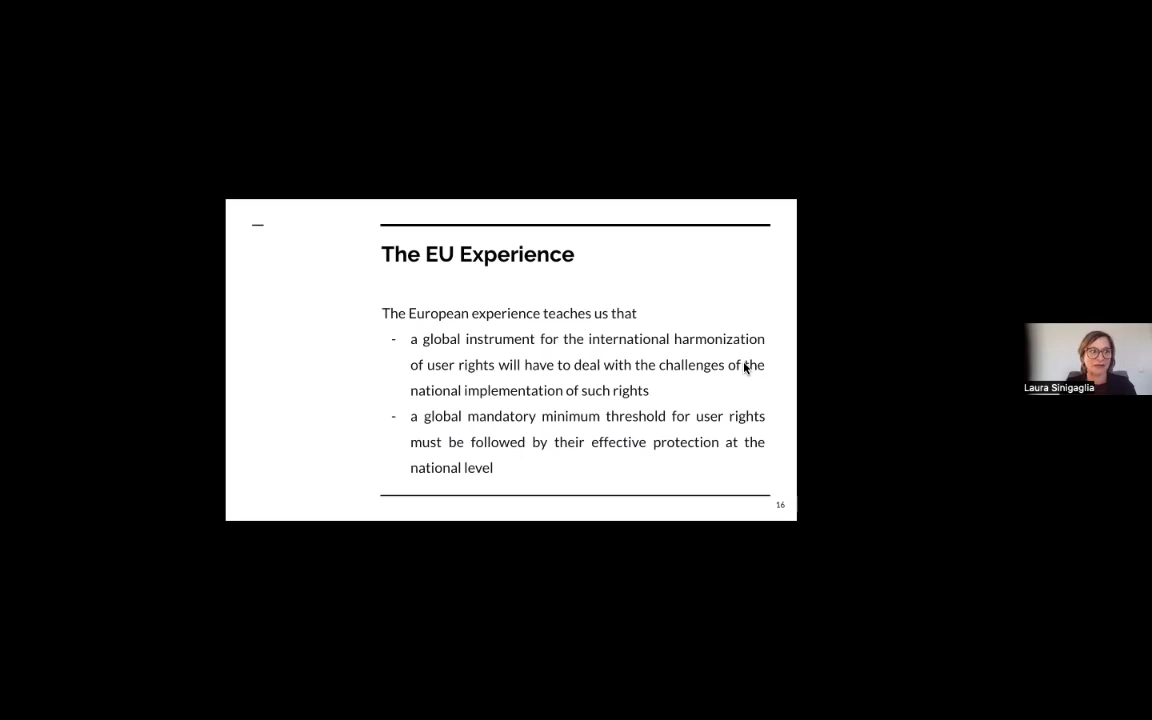 The EU Experience
The European experience teaches us that
- a global instrument for the international harmonization
of user rights will have to deal with the challenges of the
national implementation of such rights
- a global mandatory minimum threshold for user rights
must be followed by their effective protection at the
national level
16
Laura Sinigaglia